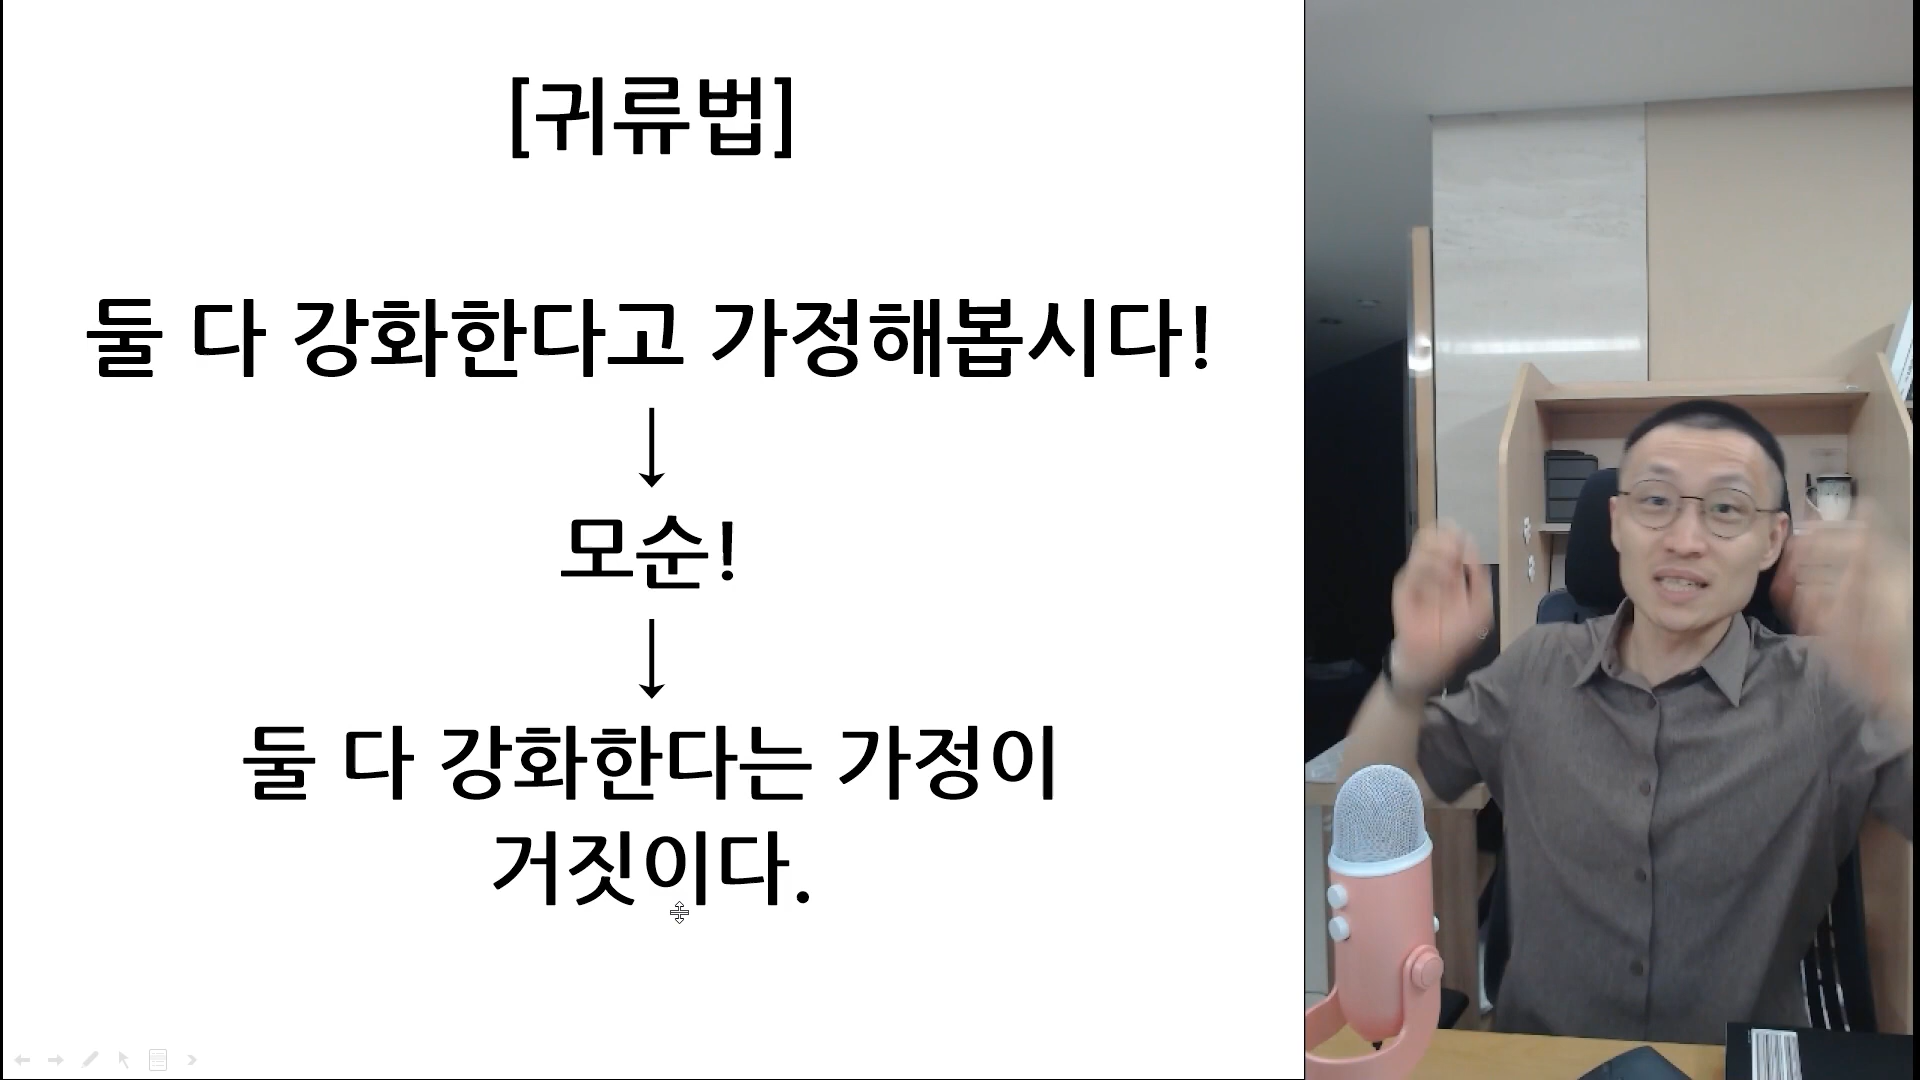 [귀류법]
둘 다 강화한다고 가정해봅시다!
↓
모순!
↓
둘 다 강화한다는 가정이
거짓이다.